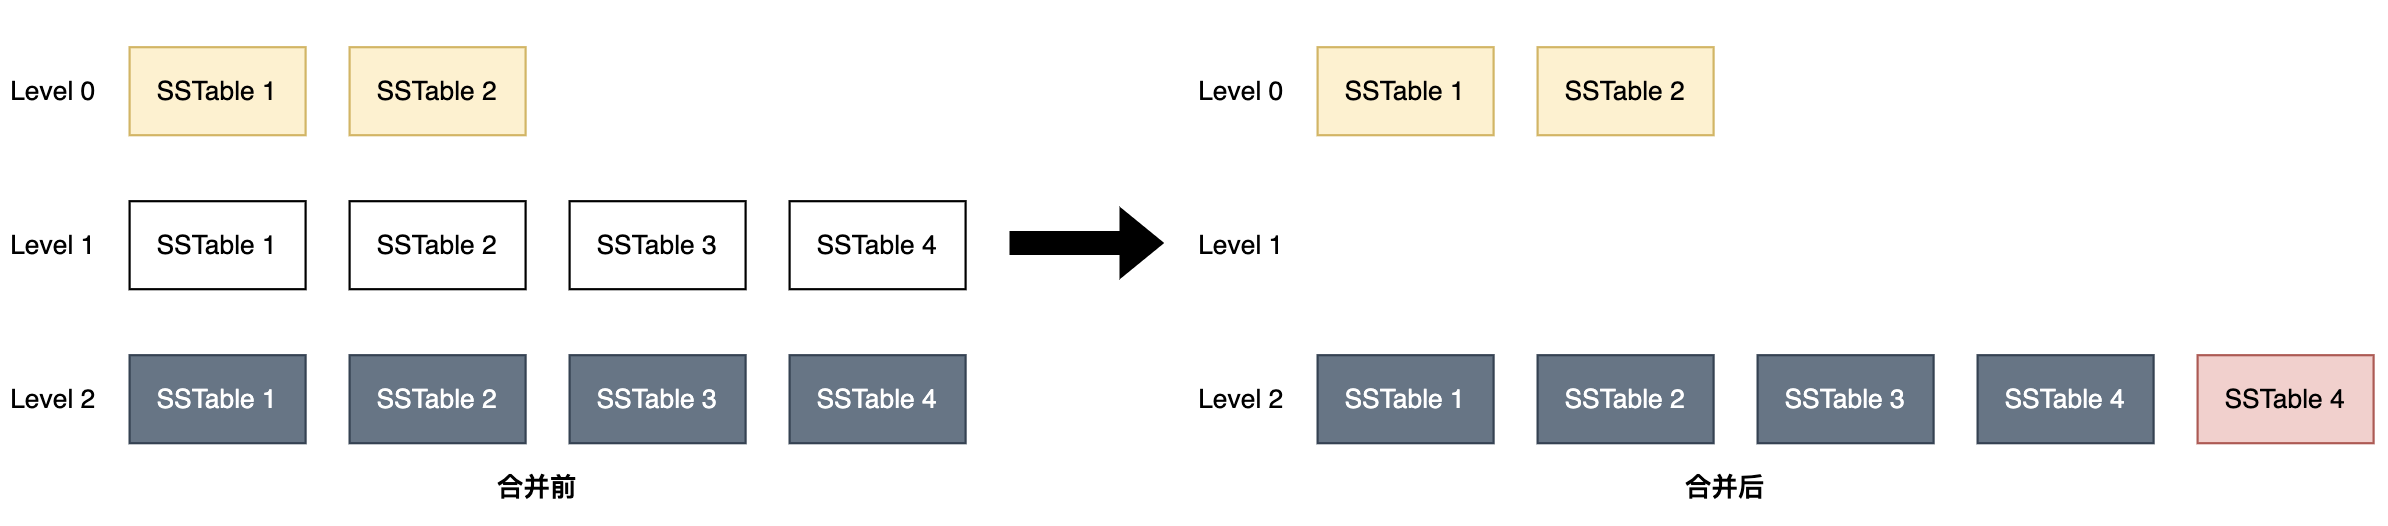 Level 0 SSTable 1 SSTable 2
Level 1 SSTable 1 SSTable 2 SSTable 3 SSTable 4
Level 2 SSTable 1 SSTable 2 SSTable 3 SSTable 4
合并前
Level 0 SSTable 1 SSTable 2
Level 1
Level 2 SSTable 1 SSTable 2 SSTable 3 SSTable 4 SSTable 4
合并后